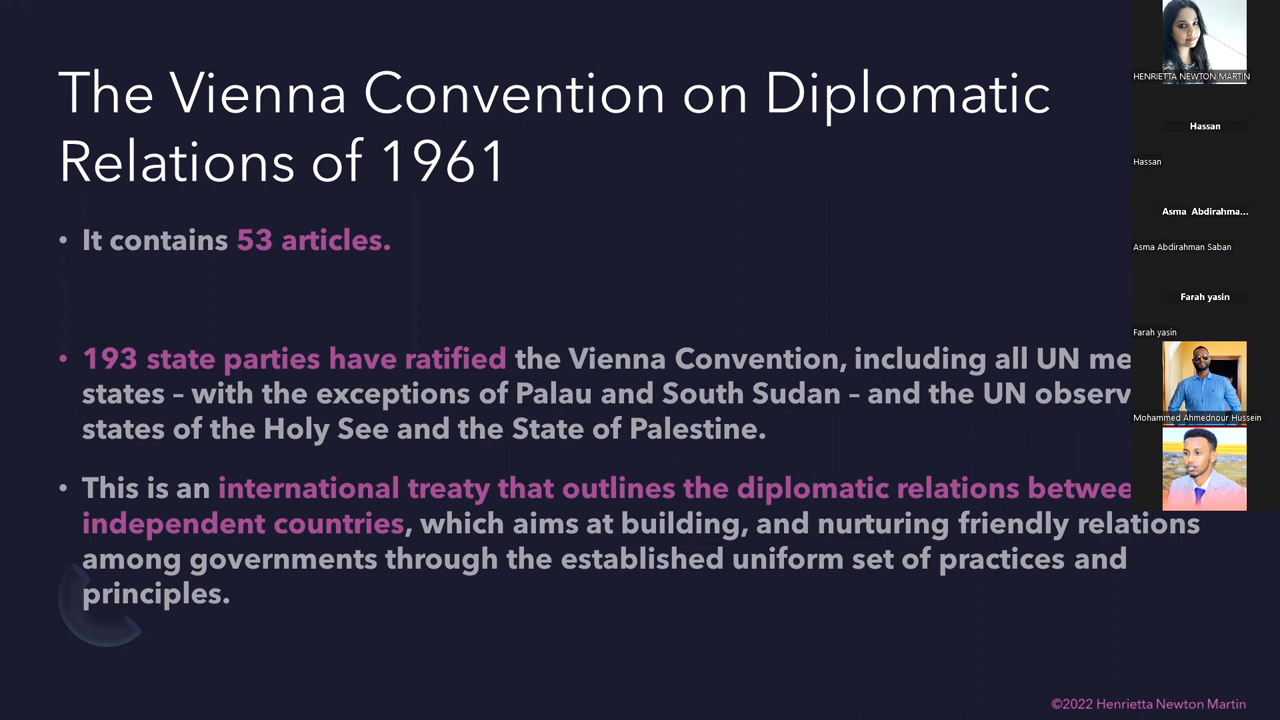 The Vienna Convention on Diplomatic
Relations of 1961
• It contains 53 articles.
• 193 state parties have ratified the Vienna Convention, including all UN me
states – with the exceptions of Palau and South Sudan – and the UN observ
states of the Holy See and the State of Palestine.
• This is an international treaty that outlines the diplomatic relations betwee
independent countries, which aims at building, and nurturing friendly relations
among governments through the established uniform set of practices and
principles.
©2022 Henrietta Newton Martin
HENRIETTA NEWTON MARTIN
Hassan
Hassan
Asma Abdirahma...
Asma Abdirahman Saban
Farah yasin
Farah yasin
Mohammed Ahmednour Hussein